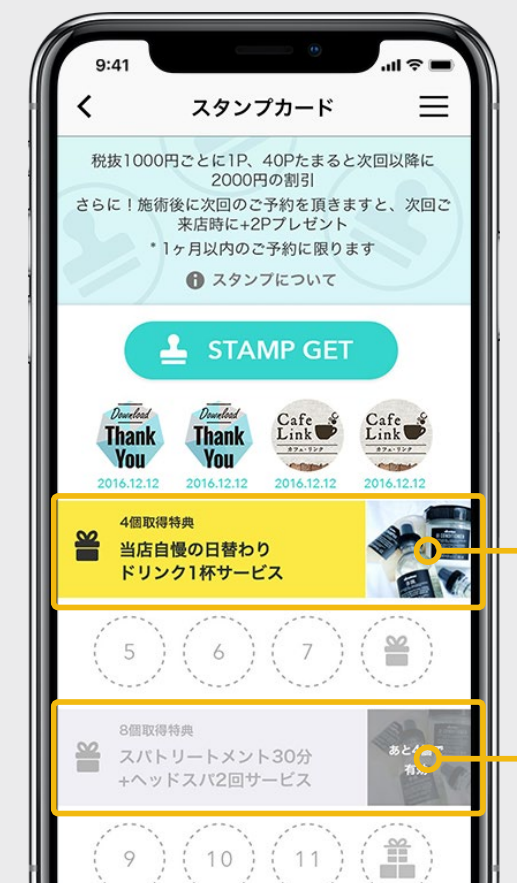 9:41
スタンプカード
税抜1000円ごとに1P、40Pたまると次回以降に
2000円の割引
さらに！施術後に次回のご予約を頂きますと、次回ご
来店時に+2Pプレゼント
* 1ヶ月以内のご予約に限ります
スタンプについて
STAMP GET
Download Download Cafe Cafe
Thank Thank Link Link
You You カフェ・リンク カフェ・リンク
2016.12.12 2016.12.12 2016.12.12 2016.12.12
4個取得特典
当店自慢の日替わり
ドリンク1杯サービス
5 6 7
8個取得特典
スパトリートメント30分
+ヘッドスパ2回サービス
あと4
で
有効
9 10 11